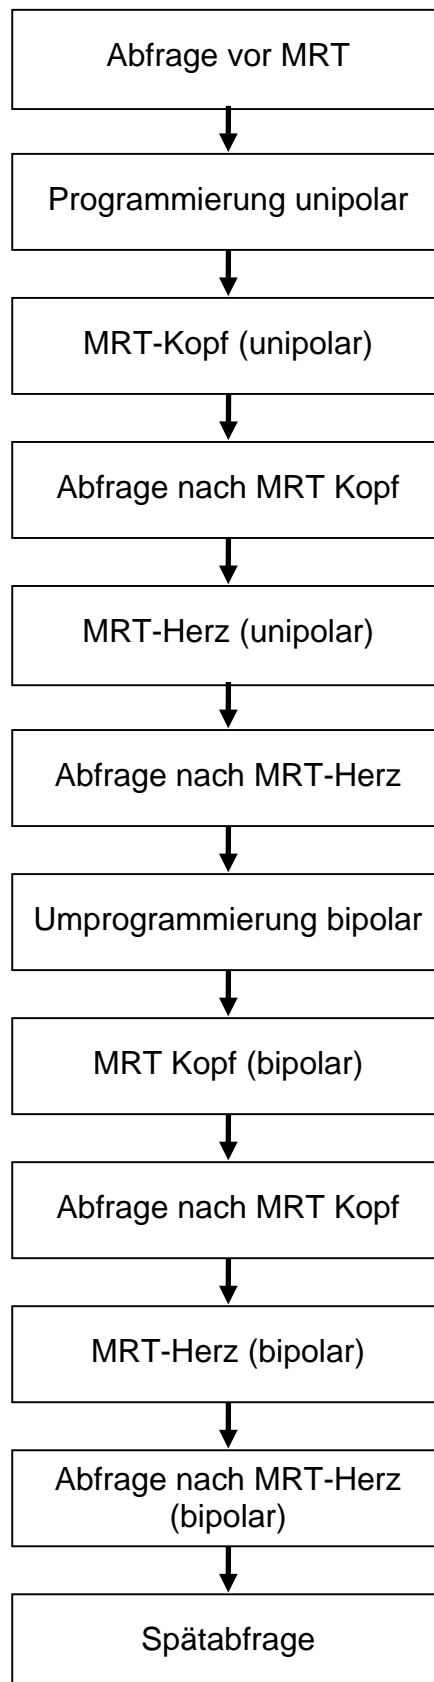 Abfrage vor MRT
Programmierung unipolar
MRT-Kopf (unipolar)
Abfrage nach MRT Kopf
MRT-Herz (unipolar)
Abfrage nach MRT-Herz
Umprogrammierung bipolar
MRT Kopf (bipolar)
Abfrage nach MRT Kopf
MRT-Herz (bipolar)
Abfrage nach MRT-Herz
(bipolar)
Spätabfrage